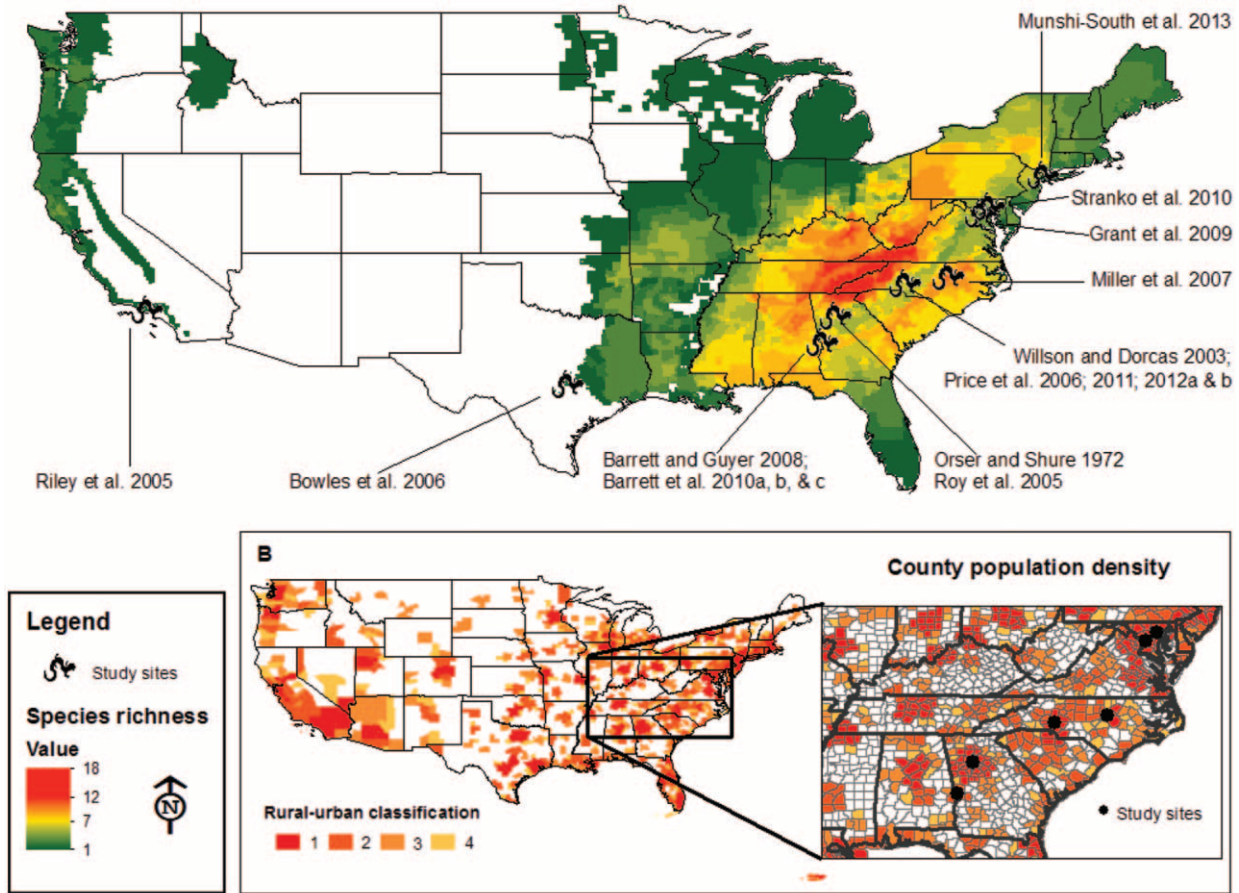 Munshi-South et al. 2013
Stranko et al. 2010
Grant et al. 2009
Miller et al. 2007
Willson and Dorcas 2003;
Price et al. 2006; 2011; 2012a & b
Riley et al. 2005
Bowles et al. 2006
Barrett and Guyer 2008;
Barrett et al. 2010a, b, & c
Orser and Shure 1972
Roy et al. 2005
Legend
Study sites
Species richness
Value
18
12
7
1
N
B
County population density
Rural-urban classification
1 2 3 4
Study sites